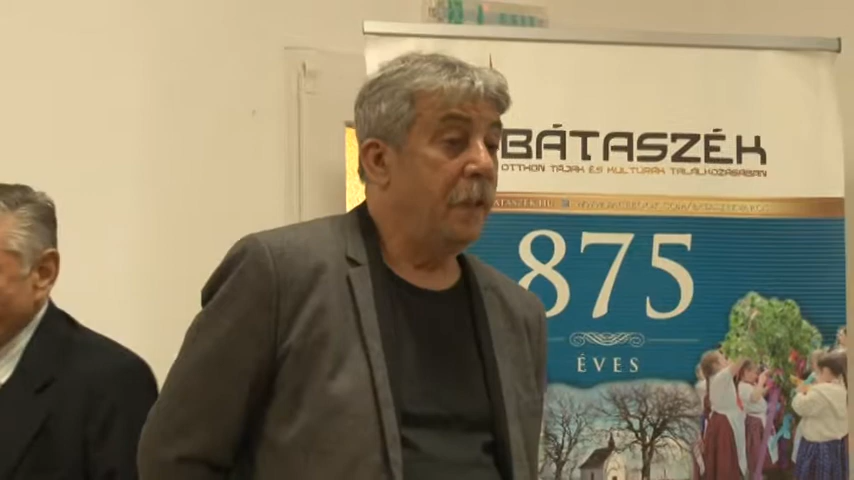 BÁTASZÉK
OTTHON TÁJAK ÉS KULTÚRÁK TALÁLKOZÁSÁBAN
875
ÉVES